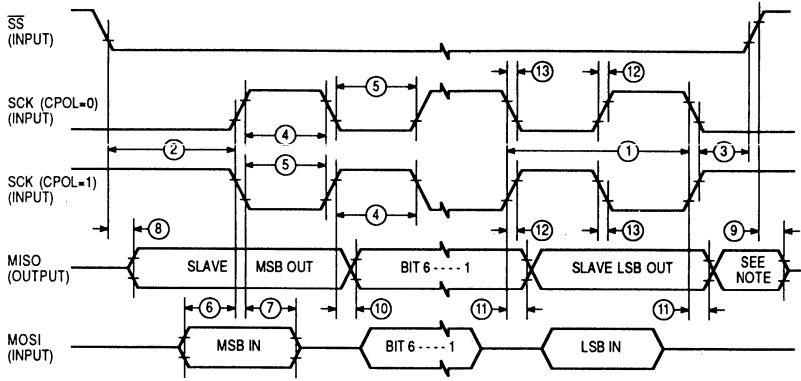 SS
(INPUT)
13
12
5
SCK (CPOL=0)
(INPUT)
4
2
5
1
3
SCK (CPOL=1)
(INPUT)
4
8
12
13
9
MISO
(OUTPUT)
SLAVE MSB OUT
BIT 6 - - - - 1
SLAVE LSB OUT
SEE
NOTE
6
7
10
11
11
MOSI
(INPUT)
MSB IN
BIT 6 - - - - 1
LSB IN